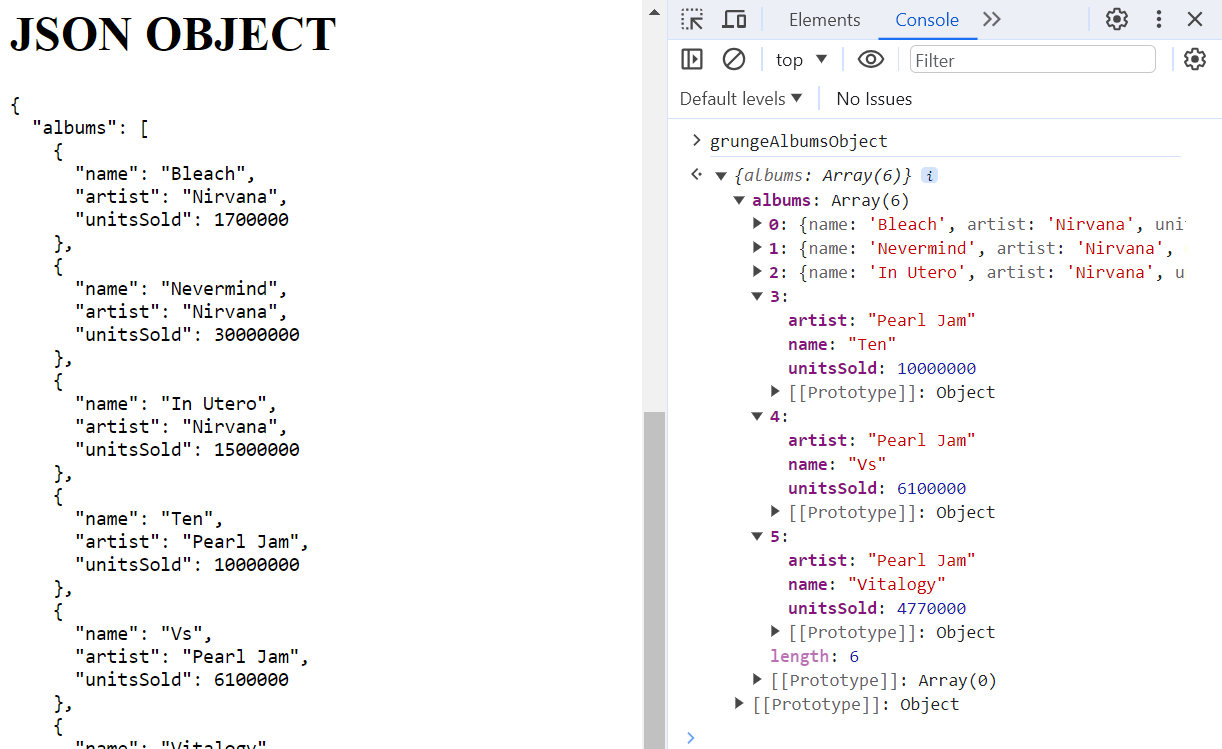 JSON OBJECT
{
"albums": [
{
"name": "Bleach",
"artist": "Nirvana",
"unitsSold": 1700000
},
{
"name": "Nevermind",
"artist": "Nirvana",
"unitsSold": 30000000
},
{
"name": "In Utero",
"artist": "Nirvana",
"unitsSold": 15000000
},
{
"name": "Ten",
"artist": "Pearl Jam",
"unitsSold": 10000000
},
{
"name": "Vs",
"artist": "Pearl Jam",
"unitsSold": 6100000
},
{
"name": "Vitalogy"
Elements Console
top Filter
Default levels No Issues
grungeAlbumsObject
{albums: Array(6)} i
albums: Array(6)
0: {name: 'Bleach', artist: 'Nirvana', uni
1: {name: 'Nevermind', artist: 'Nirvana',
2: {name: 'In Utero', artist: 'Nirvana', u
3:
artist: "Pearl Jam"
name: "Ten"
unitsSold: 10000000
[[Prototype]]: Object
4:
artist: "Pearl Jam"
name: "Vs"
unitsSold: 6100000
[[Prototype]]: Object
5:
artist: "Pearl Jam"
name: "Vitalogy"
unitsSold: 4770000
[[Prototype]]: Object
length: 6
[[Prototype]]: Array(0)
[[Prototype]]: Object